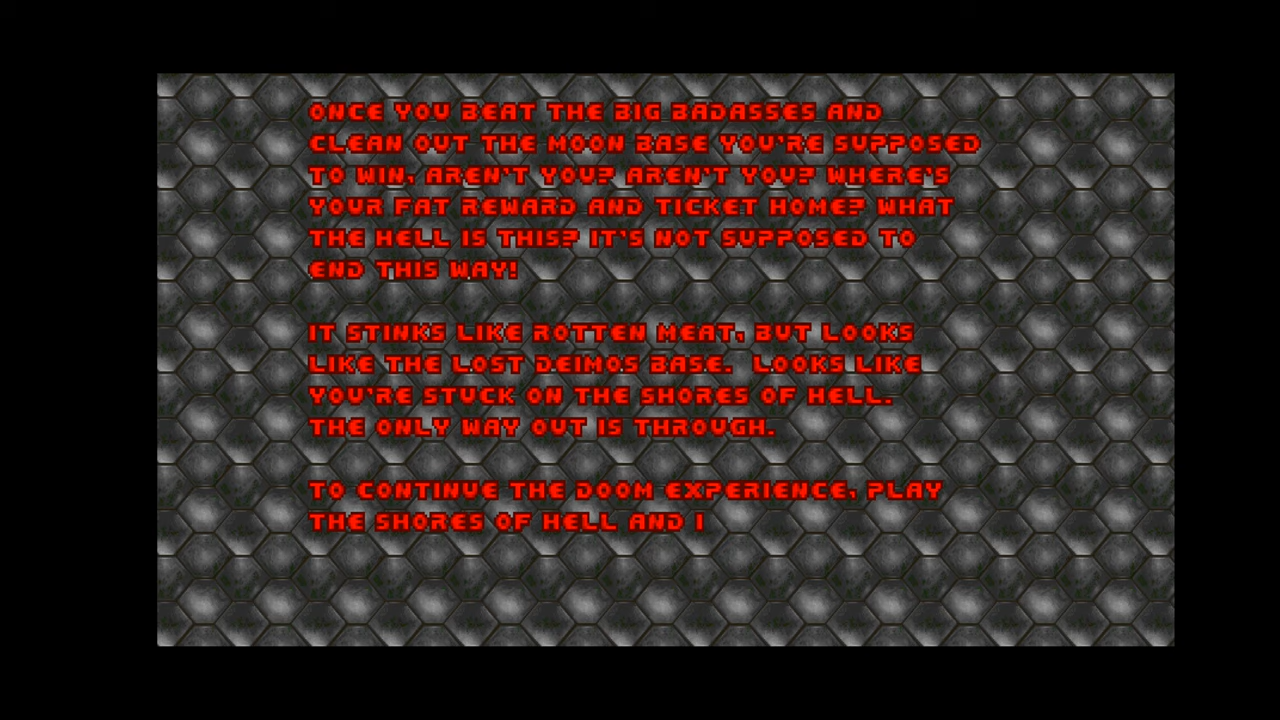 ONCE YOU BEAT THE BIG BADASSES AND
CLEAN OUT THE MOON BASE YOU'RE SUPPOSED
TO WIN, AREN'T YOU? AREN'T YOU? WHERE'S
YOUR FAT REWARD AND TICKET HOME? WHAT
THE HELL IS THIS? IT'S NOT SUPPOSED TO
END THIS WAY!
IT STINKS LIKE ROTTEN MEAT, BUT LOOKS
LIKE THE LOST DEIMOS BASE.  LOOKS LIKE
YOU'RE STUCK ON THE SHORES OF HELL.
THE ONLY WAY OUT IS THROUGH.
TO CONTINUE THE DOOM EXPERIENCE, PLAY
THE SHORES OF HELL AND I